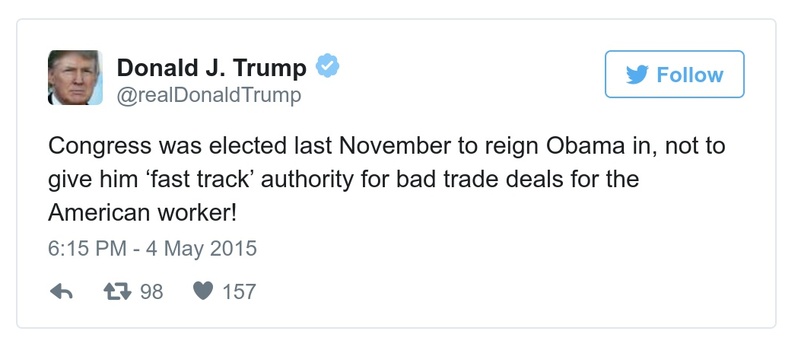 Donald J. Trump
@realDonaldTrump
Follow
Congress was elected last November to reign Obama in, not to
give him ‘fast track’ authority for bad trade deals for the
American worker!
6:15 PM - 4 May 2015
98 157